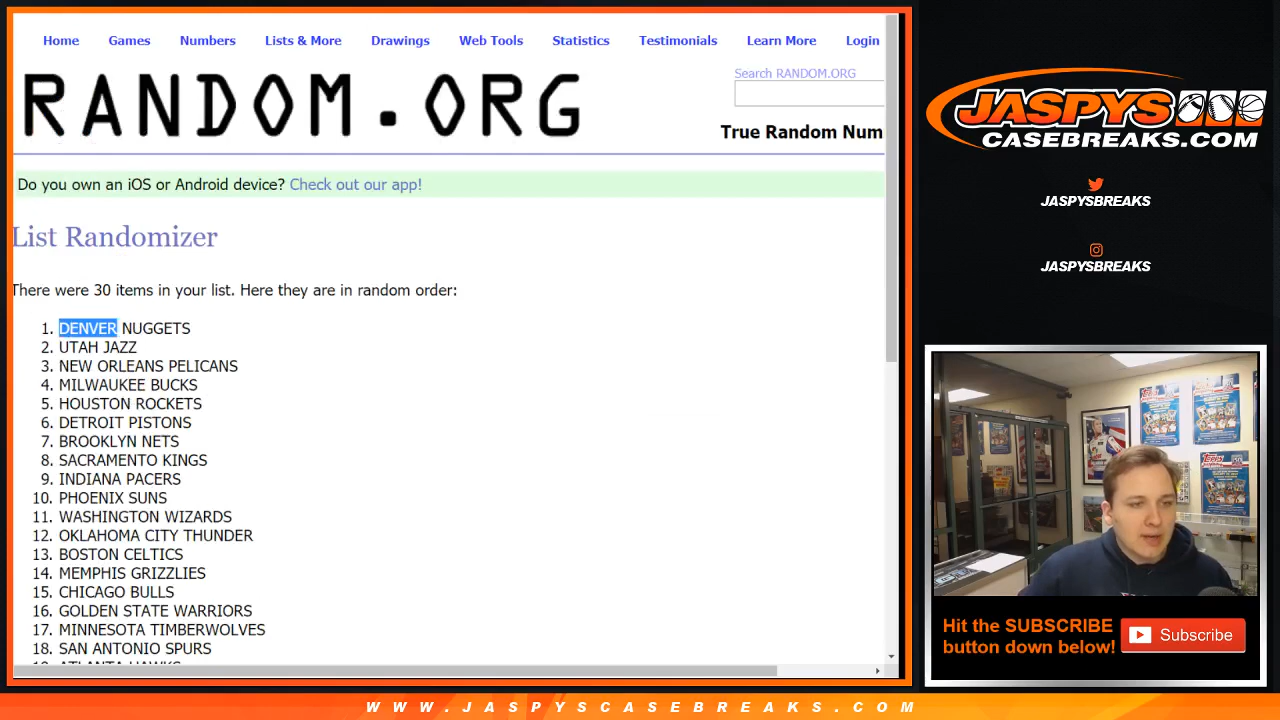 Home Games Numbers Lists & More Drawings Web Tools Statistics Testimonials Learn More Login
RANDOM.ORG
Search RANDOM.ORG
True Random Num
Do you own an iOS or Android device? Check out our app!
List Randomizer
There were 30 items in your list. Here they are in random order:
1. DENVER NUGGETS
2. UTAH JAZZ
3. NEW ORLEANS PELICANS
4. MILWAUKEE BUCKS
5. HOUSTON ROCKETS
6. DETROIT PISTONS
7. BROOKLYN NETS
8. SACRAMENTO KINGS
9. INDIANA PACERS
10. PHOENIX SUNS
11. WASHINGTON WIZARDS
12. OKLAHOMA CITY THUNDER
13. BOSTON CELTICS
14. MEMPHIS GRIZZLIES
15. CHICAGO BULLS
16. GOLDEN STATE WARRIORS
17. MINNESOTA TIMBERWOLVES
18. SAN ANTONIO SPURS
19. ATLANTA HAWKS
JASPYS
CASEBREAKS.COM
JASPYSBREAKS
JASPYSBREAKS
Hit the SUBSCRIBE
button down below!
Subscribe
WWW.JASPYSCASEBREAKS.COM